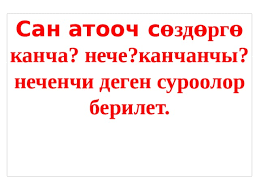 Сан атооч сөздөргө
канча? нече?канчанчы?
неченчи деген суроолор
берилет.